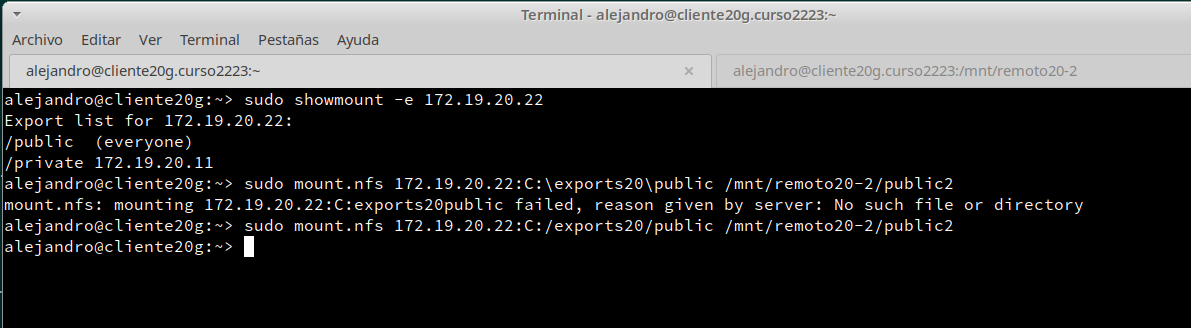 Terminal - alejandro@cliente20g.curso2223:~
Archivo Editar Ver Terminal Pestañas Ayuda
alejandro@cliente20g.curso2223:~ × alejandro@cliente20g.curso2223:/mnt/remoto20-2
alejandro@cliente20g:~> sudo showmount -e 172.19.20.22
Export list for 172.19.20.22:
/public  (everyone)
/private 172.19.20.11
alejandro@cliente20g:~> sudo mount.nfs 172.19.20.22:C:\exports20\public /mnt/remoto20-2/public2
mount.nfs: mounting 172.19.20.22:C:exports20public failed, reason given by server: No such file or directory
alejandro@cliente20g:~> sudo mount.nfs 172.19.20.22:C:/exports20/public /mnt/remoto20-2/public2
alejandro@cliente20g:~>